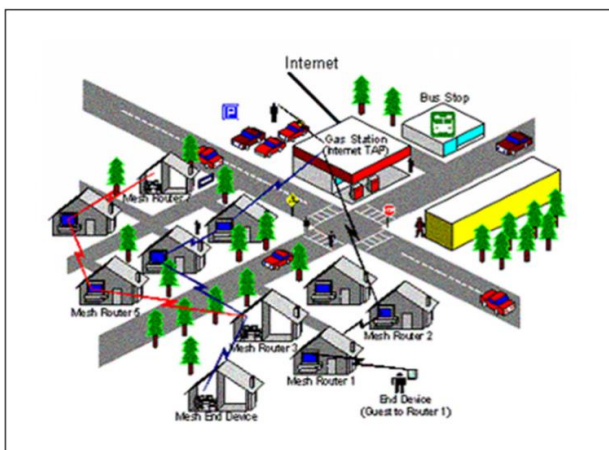 Internet
Bus Stop
P
Gas Station
(Internet TAP)
Mesh Router 7
Mesh Router 5
Mesh Router 3
Mesh Router 2
Mesh Router 1
Mesh End Device
End Device
(Guest to Router 1)